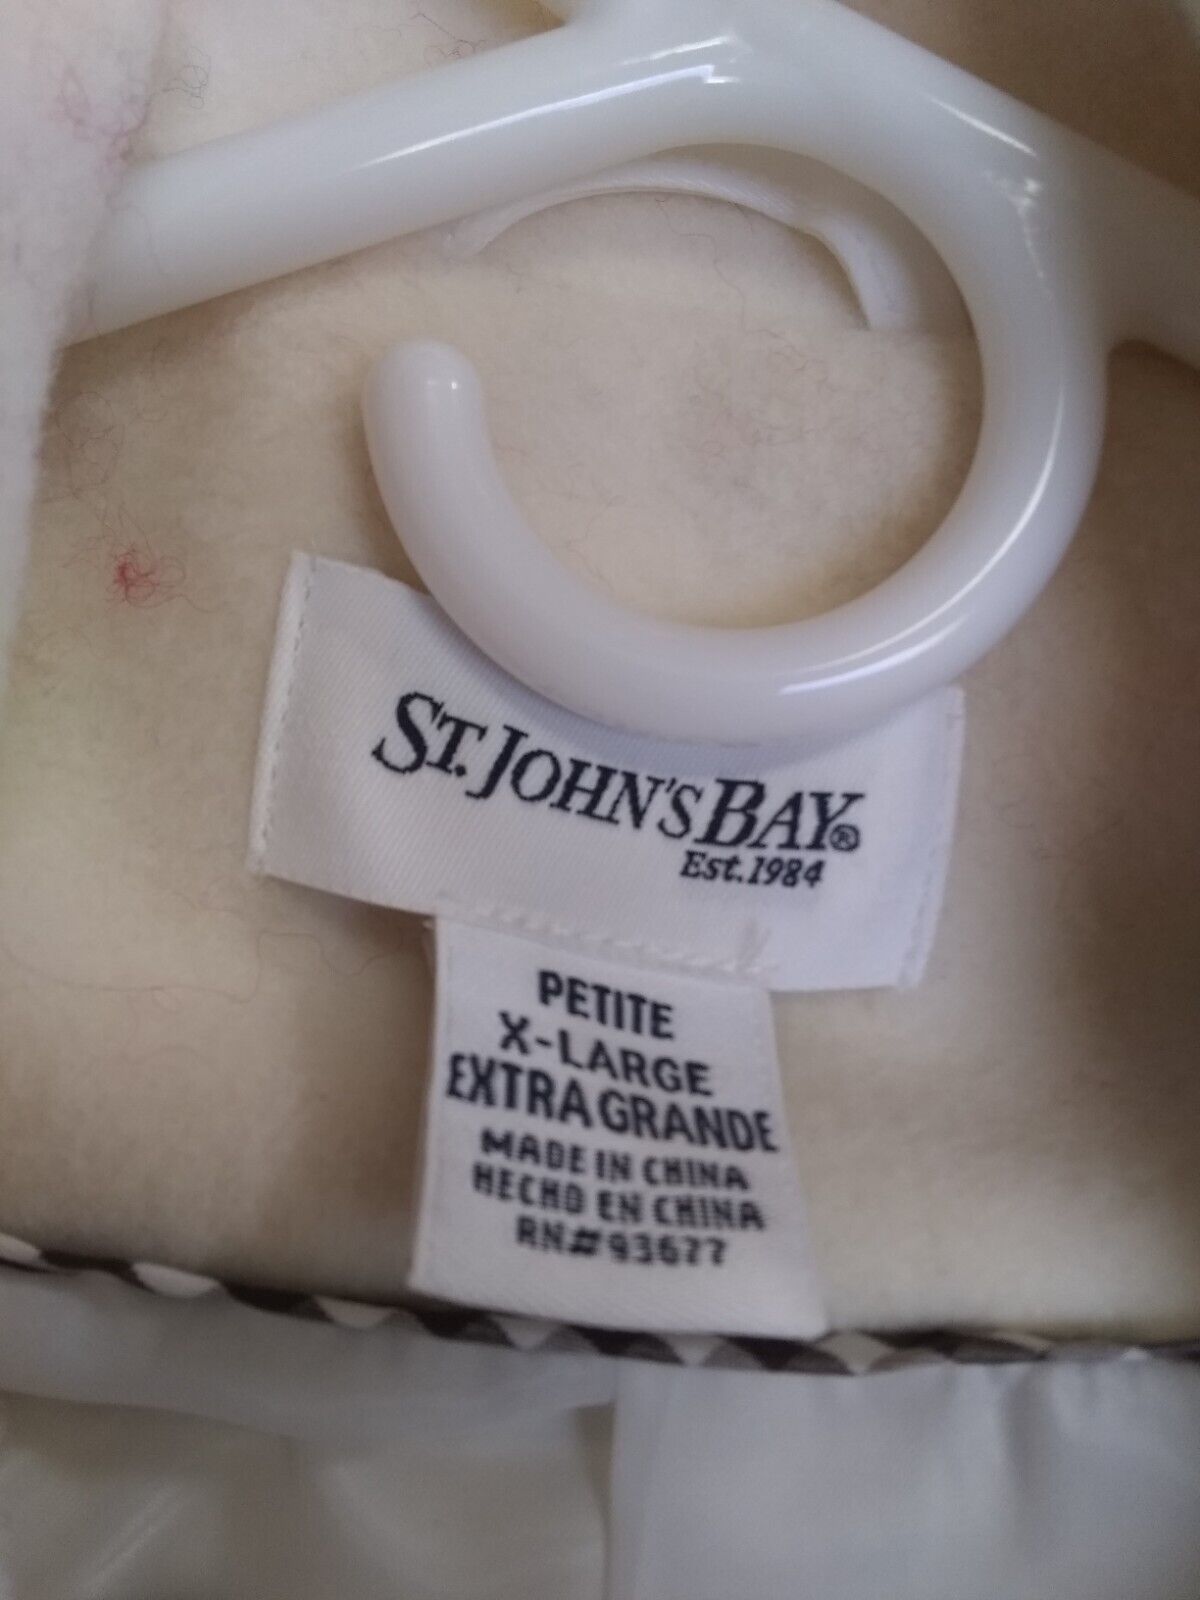 ST. JOHN'S BAY®
Est.1984
PETITE
X-LARGE
EXTRA GRANDE
MADE IN CHINA
HECHO EN CHINA
RN#93677